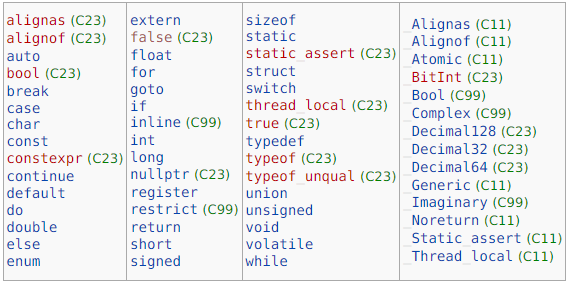 alignas (C23)
alignof (C23)
auto
bool (C23)
break
case
char
const
constexpr (C23)
continue
default
do
double
else
enum
extern
false (C23)
float
for
goto
if
inline (C99)
int
long
nullptr (C23)
register
restrict (C99)
return
short
signed
sizeof
static
static_assert (C23)
struct
switch
thread_local (C23)
true (C23)
typedef
typeof (C23)
typeof_unqual (C23)
union
unsigned
void
volatile
while
_Alignas (C11)
_Alignof (C11)
_Atomic (C11)
_BitInt (C23)
_Bool (C99)
_Complex (C99)
_Decimal128 (C23)
_Decimal32 (C23)
_Decimal64 (C23)
_Generic (C11)
_Imaginary (C99)
_Noreturn (C11)
_Static_assert (C11)
_Thread_local (C11)